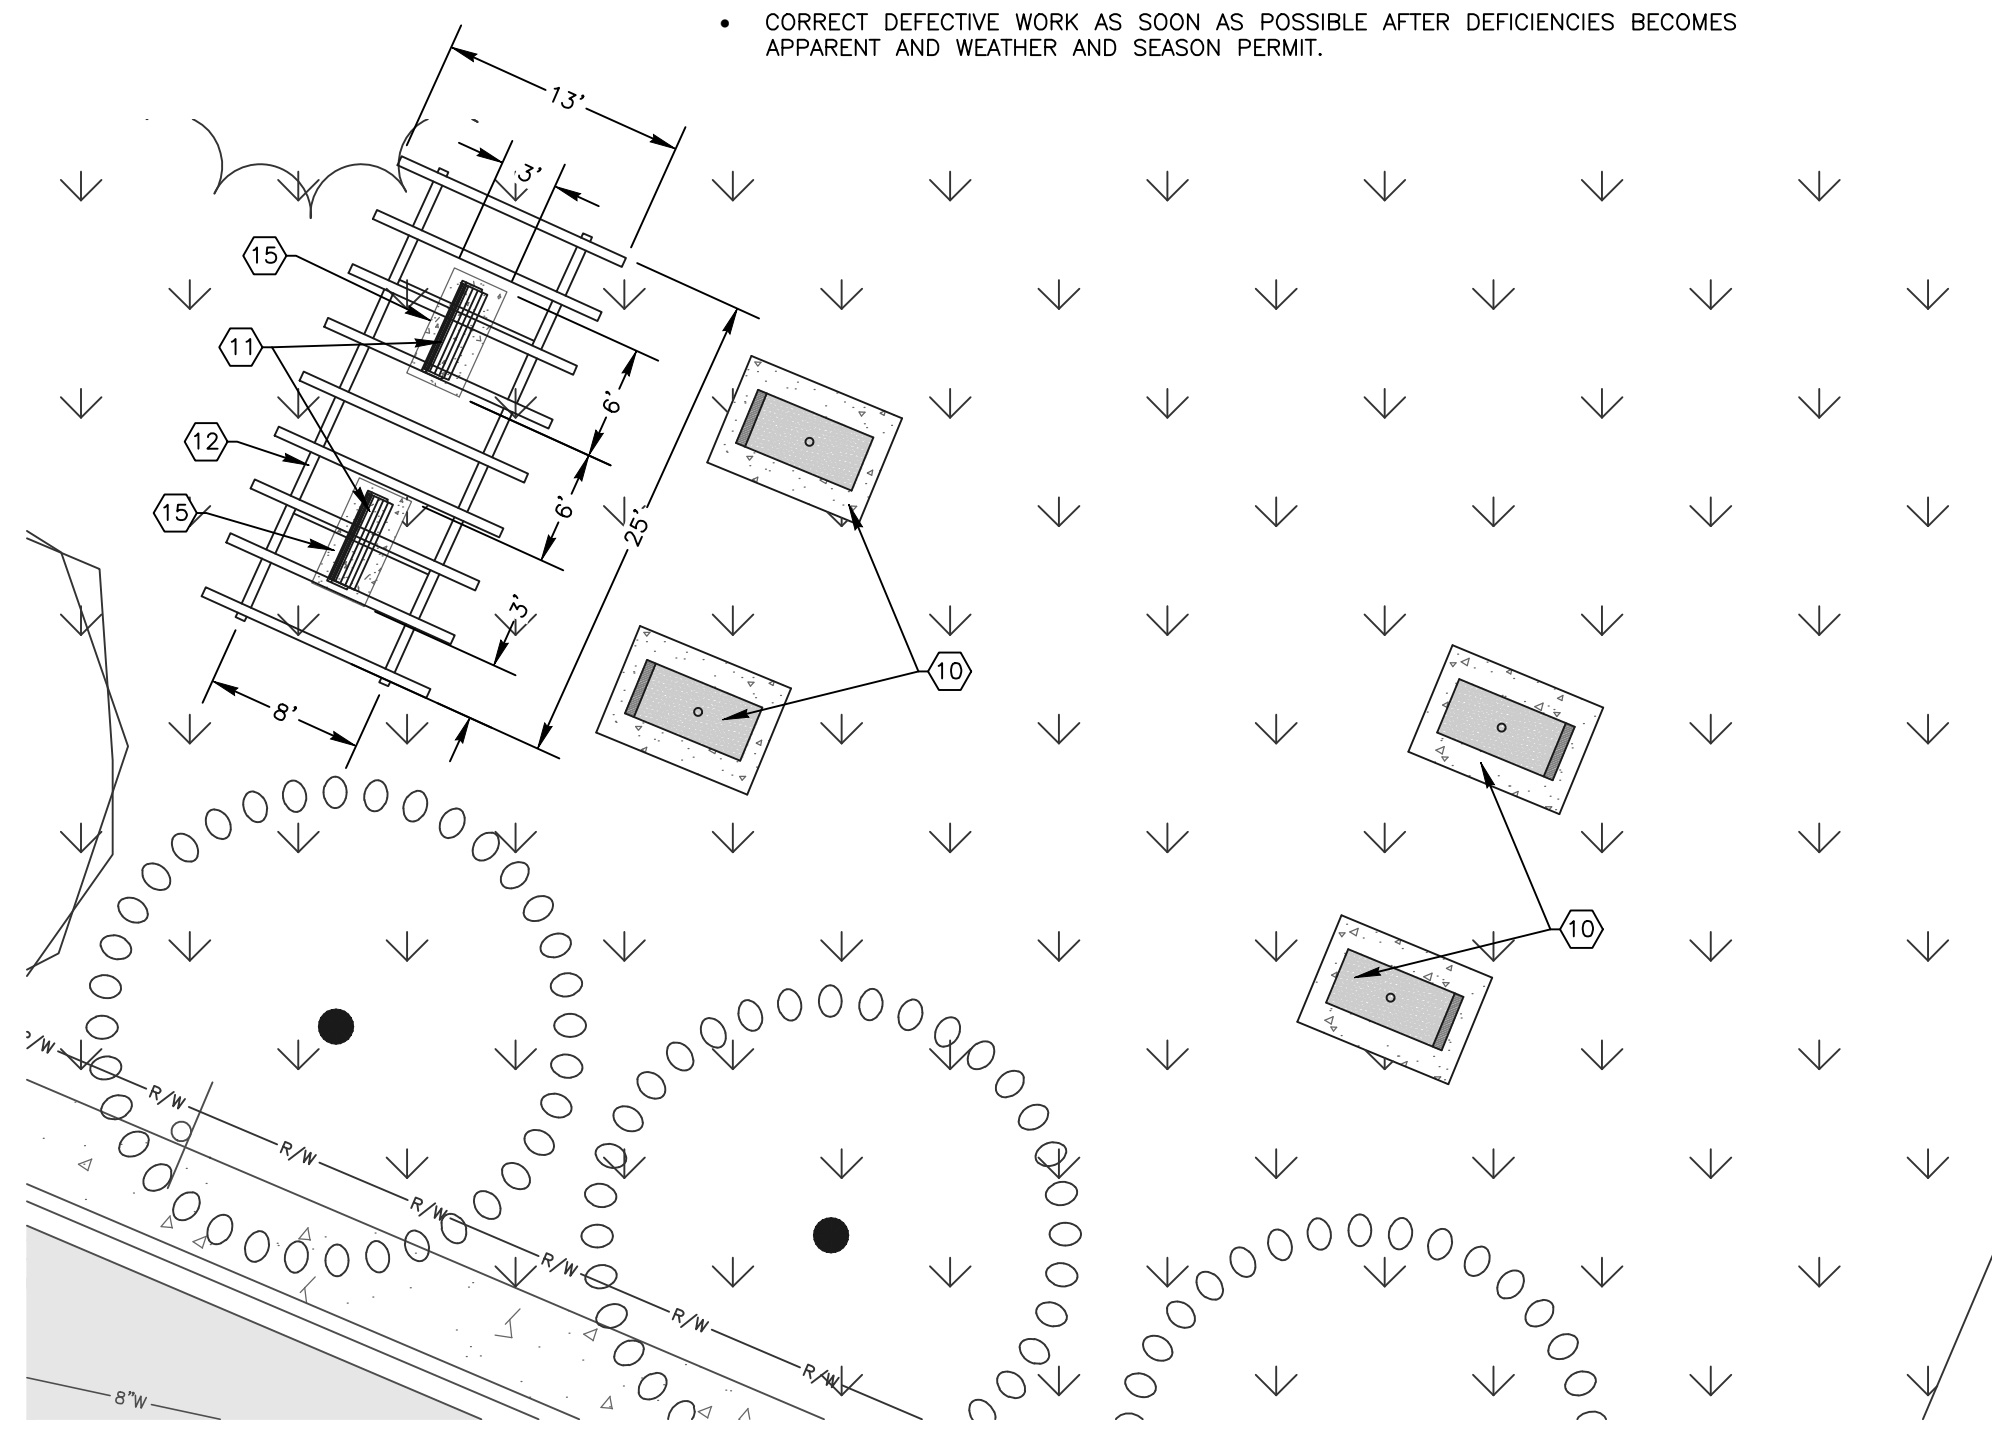 • CORRECT DEFECTIVE WORK AS SOON AS POSSIBLE AFTER DEFICIENCIES BECOMES
APPARENT AND WEATHER AND SEASON PERMIT.
13'
3'
15
11
6'
12
6'
25'
15
3'
10
8'
10
R/W
R/W
R/W
R/W
R/W
R/W
R/W
8"W